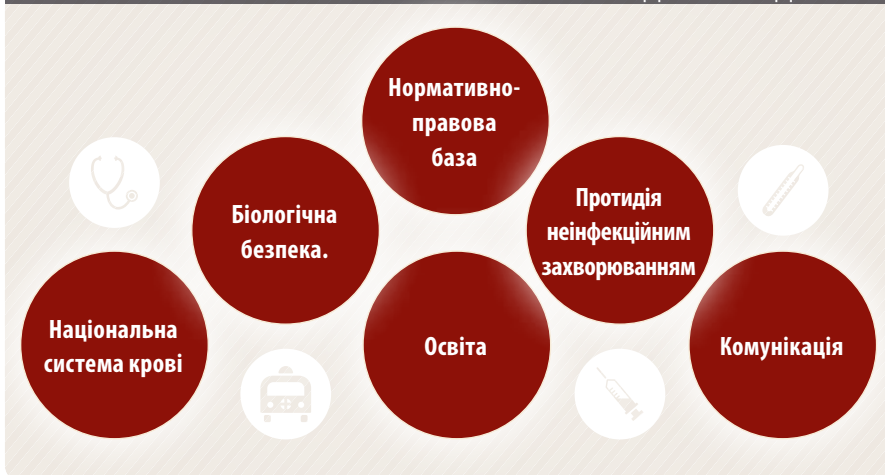 Нормативно-
правова
база
Біологічна
безпека.
Протидія
неінфекційним
захворюванням
Національна
система крові
Освіта
Комунікація